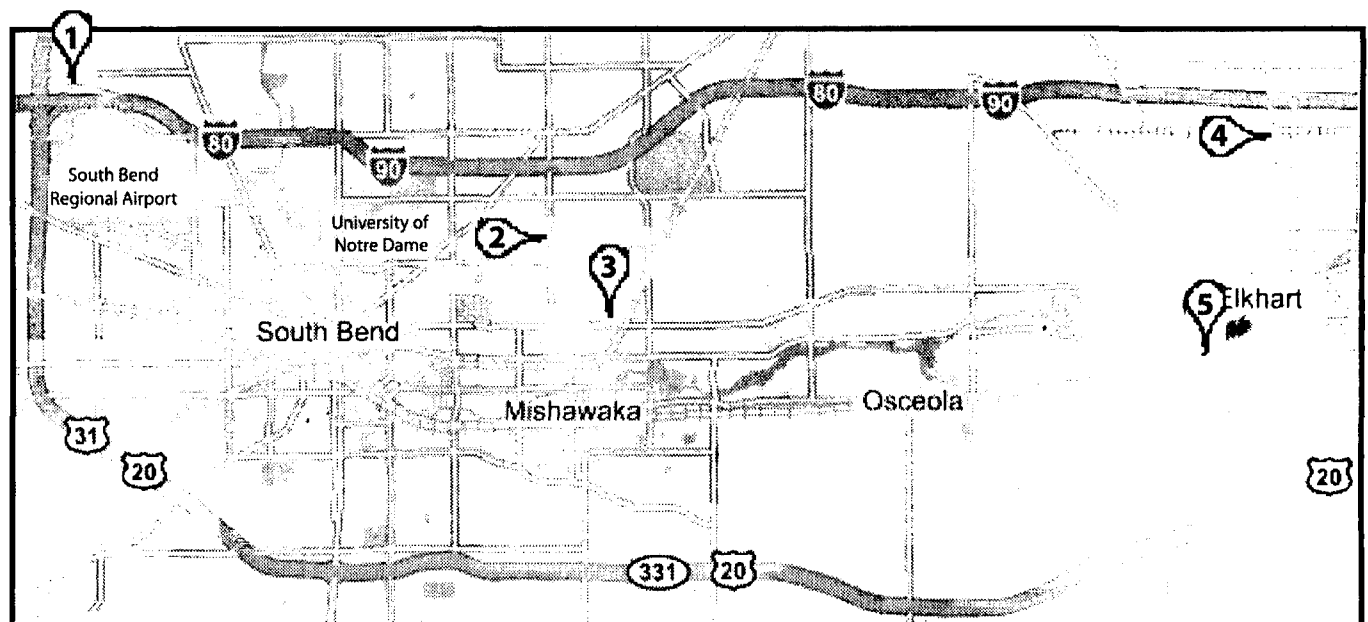 1
80
90
80
90
4
South Bend
Regional Airport
University of
Notre Dame
2
3
5
Elkhart
South Bend
Mishawaka
Osceola
31
20
20
331
20